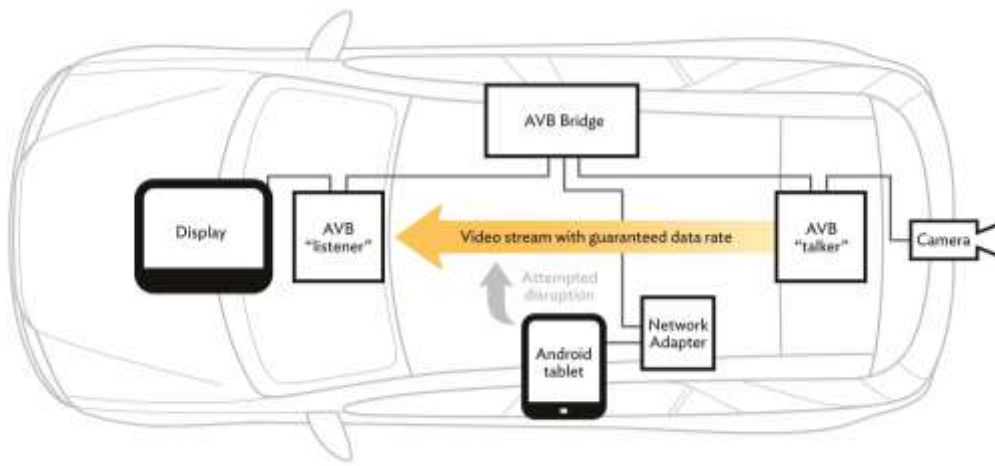 AVB Bridge
Display
AVB
"listener"
Video stream with guaranteed data rate
AVB
"talker"
Camera
Attempted
disruption
Network
Adapter
Android
tablet